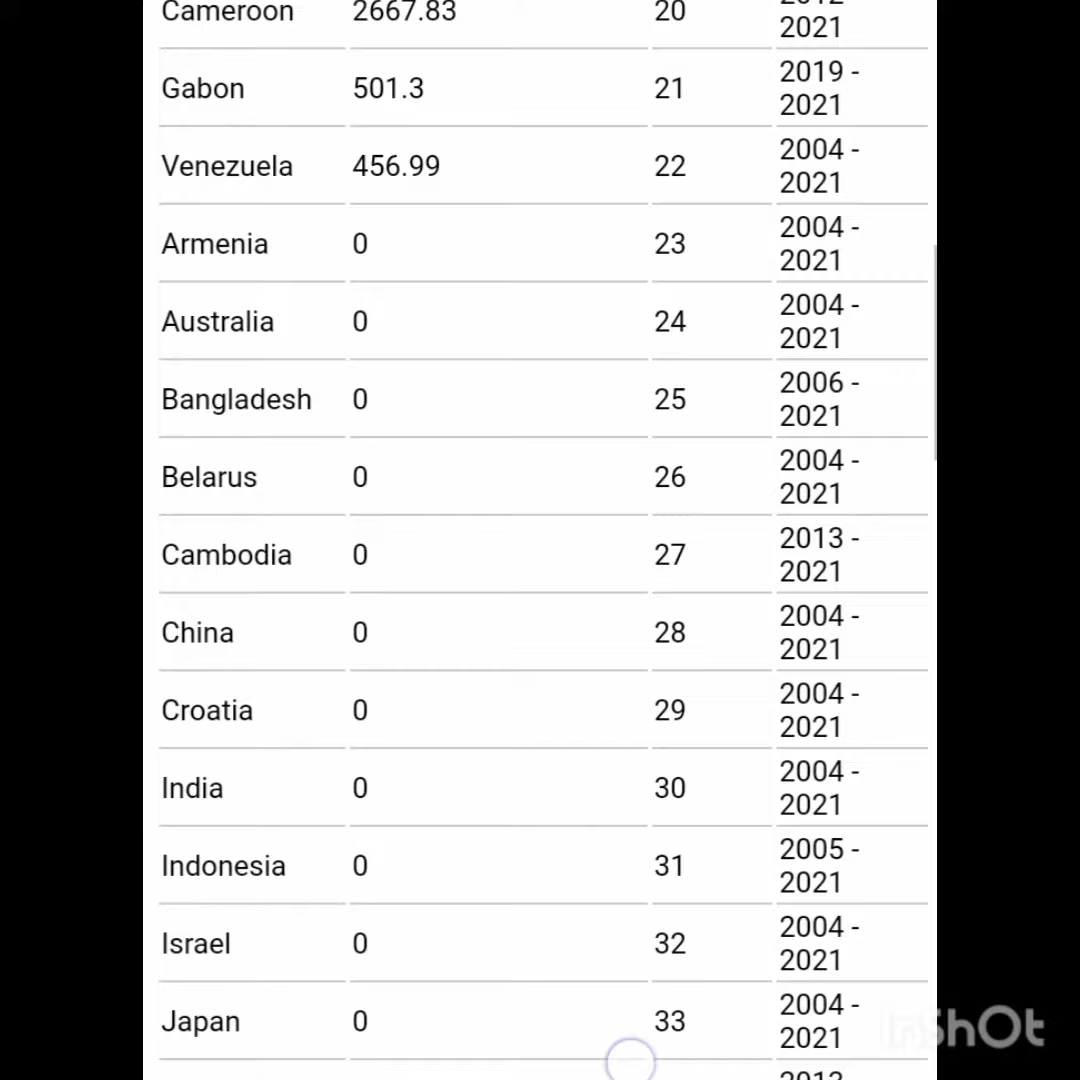 Cameroon 2667.83 20 2012 -
2021
Gabon 501.3 21 2019 -
2021
Venezuela 456.99 22 2004 -
2021
Armenia 0 23 2004 -
2021
Australia 0 24 2004 -
2021
Bangladesh 0 25 2006 -
2021
Belarus 0 26 2004 -
2021
Cambodia 0 27 2013 -
2021
China 0 28 2004 -
2021
Croatia 0 29 2004 -
2021
India 0 30 2004 -
2021
Indonesia 0 31 2005 -
2021
Israel 0 32 2004 -
2021
Japan 0 33 2004 -
2021
InShOt